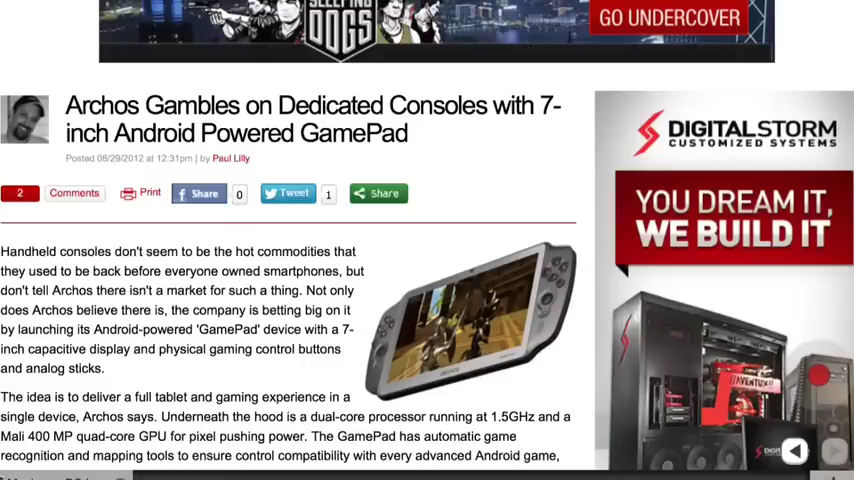 SLEEPING
DOGS
GO UNDERCOVER
Archos Gambles on Dedicated Consoles with 7-
inch Android Powered GamePad
Posted 08/29/2012 at 12:31pm | by Paul Lilly
2 Comments Print Share 0 Tweet 1 Share
Handheld consoles don't seem to be the hot commodities that
they used to be back before everyone owned smartphones, but
don't tell Archos there isn't a market for such a thing. Not only
does Archos believe there is, the company is betting big on it
by launching its Android-powered 'GamePad' device with a 7-
inch capacitive display and physical gaming control buttons
and analog sticks.
The idea is to deliver a full tablet and gaming experience in a
single device, Archos says. Underneath the hood is a dual-core processor running at 1.5GHz and a
Mali 400 MP quad-core GPU for pixel pushing power. The GamePad has automatic game
recognition and mapping tools to ensure control compatibility with every advanced Android game,
DIGITALSTORM
CUSTOMIZED SYSTEMS
YOU DREAM IT,
WE BUILD IT
AVENTUM